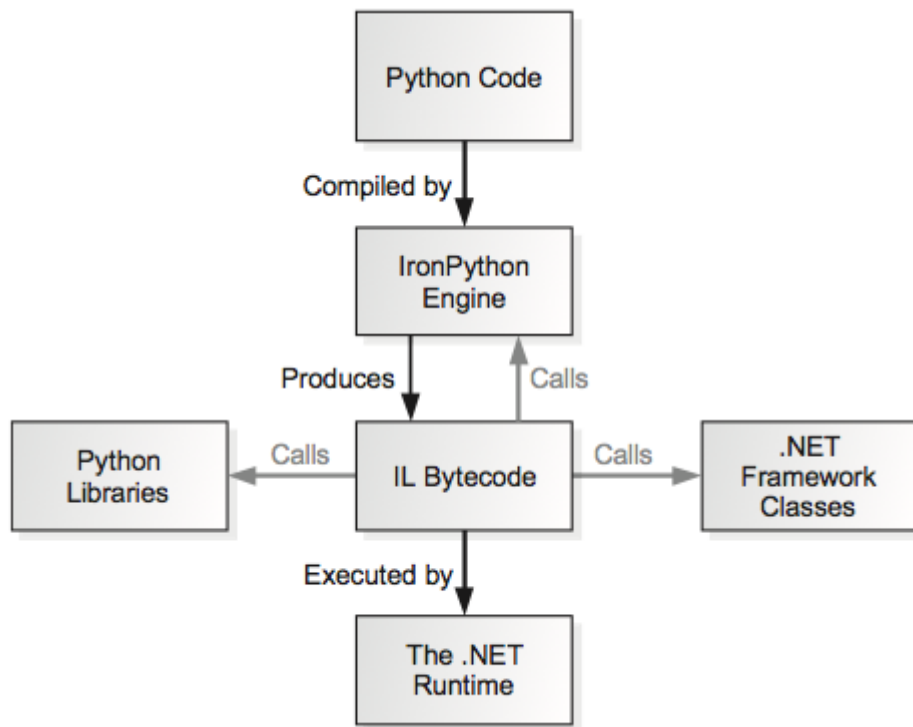 Python Code
Compiled by
IronPython
Engine
Produces
Calls
Python
Libraries
Calls
IL Bytecode
Calls
.NET
Framework
Classes
Executed by
The .NET
Runtime